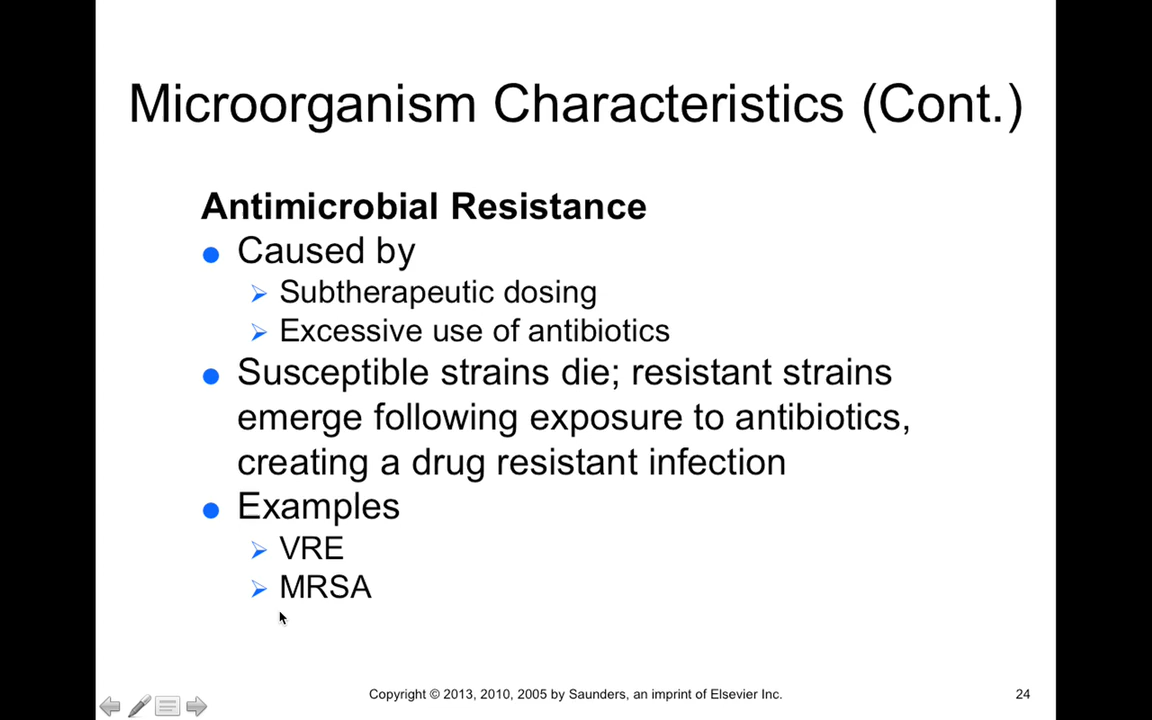 Microorganism Characteristics (Cont.)
Antimicrobial Resistance
● Caused by
➢ Subtherapeutic dosing
➢ Excessive use of antibiotics
● Susceptible strains die; resistant strains
emerge following exposure to antibiotics,
creating a drug resistant infection
● Examples
➢ VRE
➢ MRSA
Copyright © 2013, 2010, 2005 by Saunders, an imprint of Elsevier Inc.
24